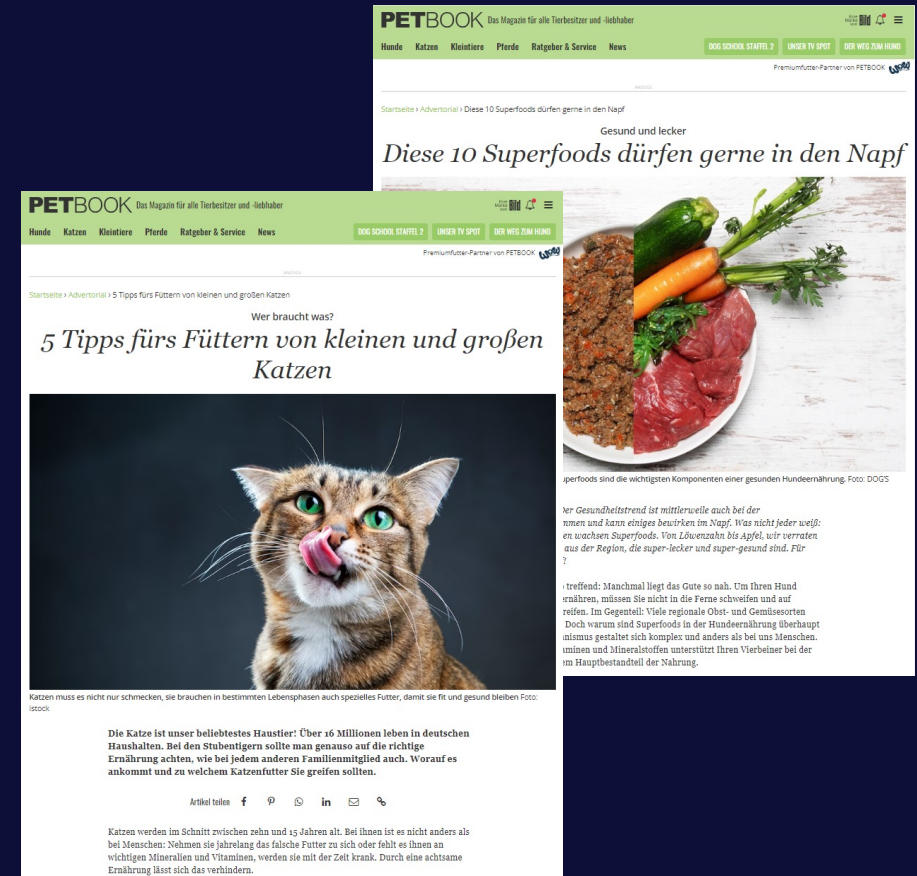 PETBOOK Das Magazin für alle Tierbesitzer und -liebhaber
Hunde Katzen Kleintiere Pferde Ratgeber & Service News DOG SCHOOL STAFFEL 2 UNSER TV SPOT DER WEG ZUM HUND
Premiumfutter-Partner von PETBOOK
ANZEIGE
Startseite › Advertorial › Diese 10 Superfoods dürfen gerne in den Napf
Gesund und lecker
Diese 10 Superfoods dürfen gerne in den Napf
sind die wichtigsten Komponenten einer gesunden Hundeernährung. Foto: DOG'S
Der Gesundheitstrend ist mittlerweile auch bei der
und kann einiges bewirken im Napf. Was nicht jeder weiß:
wachsen Superfoods. Von Löwenzahn bis Apfel, wir verraten
aus der Region, die super-lecker und super-gesund sind. Für
?
treffend: Manchmal liegt das Gute so nah. Um Ihren Hund
müssen Sie nicht in die Ferne schweifen und auf
Im Gegenteil: Viele regionale Obst- und Gemüsesorten
Doch warum sind Superfoods in der Hundeernährung überhaupt
gestaltet sich komplex und anders als bei uns Menschen.
und Mineralstoffen unterstützt Ihren Vierbeiner bei der
Hauptbestandteil der Nahrung.
PETBOOK Das Magazin für alle Tierbesitzer und -liebhaber
Hunde Katzen Kleintiere Pferde Ratgeber & Service News DOG SCHOOL STAFFEL 2 UNSER TV SPOT DER WEG ZUM HUND
Premiumfutter-Partner von PETBOOK
ANZEIGE
Startseite › Advertorial › 5 Tipps fürs Füttern von kleinen und großen Katzen
Wer braucht was?
5 Tipps fürs Füttern von kleinen und großen
Katzen
Katzen muss es nicht nur schmecken, sie brauchen in bestimmten Lebensphasen auch spezielles Futter, damit sie fit und gesund bleiben Foto:
istock
Die Katze ist unser beliebtestes Haustier! Über 16 Millionen leben in deutschen
Haushalten. Bei den Stubentigern sollte man genauso auf die richtige
Ernährung achten, wie bei jedem anderen Familienmitglied auch. Worauf es
ankommt und zu welchem Katzenfutter Sie greifen sollten.
Artikel teilen
Katzen werden im Schnitt zwischen zehn und 15 Jahren alt. Bei ihnen ist es nicht anders als
bei Menschen: Nehmen sie jahrelang das falsche Futter zu sich oder fehlt es ihnen an
wichtigen Mineralien und Vitaminen, werden sie mit der Zeit krank. Durch eine achtsame
Ernährung lässt sich das verhindern.